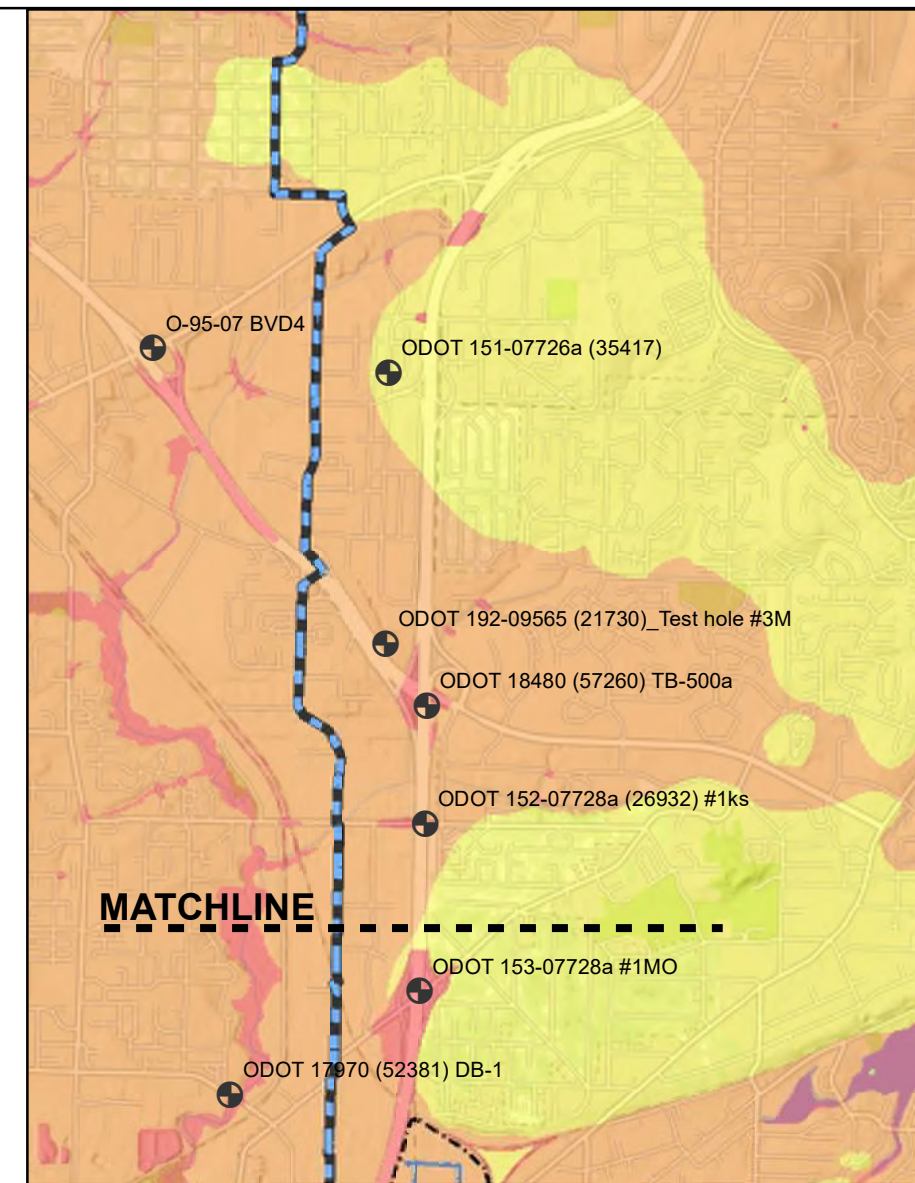 O-95-07 BVD4
ODOT 151-07726a (35417)
ODOT 192-09565 (21730)_Test hole #3M
ODOT 18480 (57260) TB-500a
ODOT 152-07728a (26932) #1ks
MATCHLINE
ODOT 153-07728a #1MO
ODOT 17970 (52381) DB-1